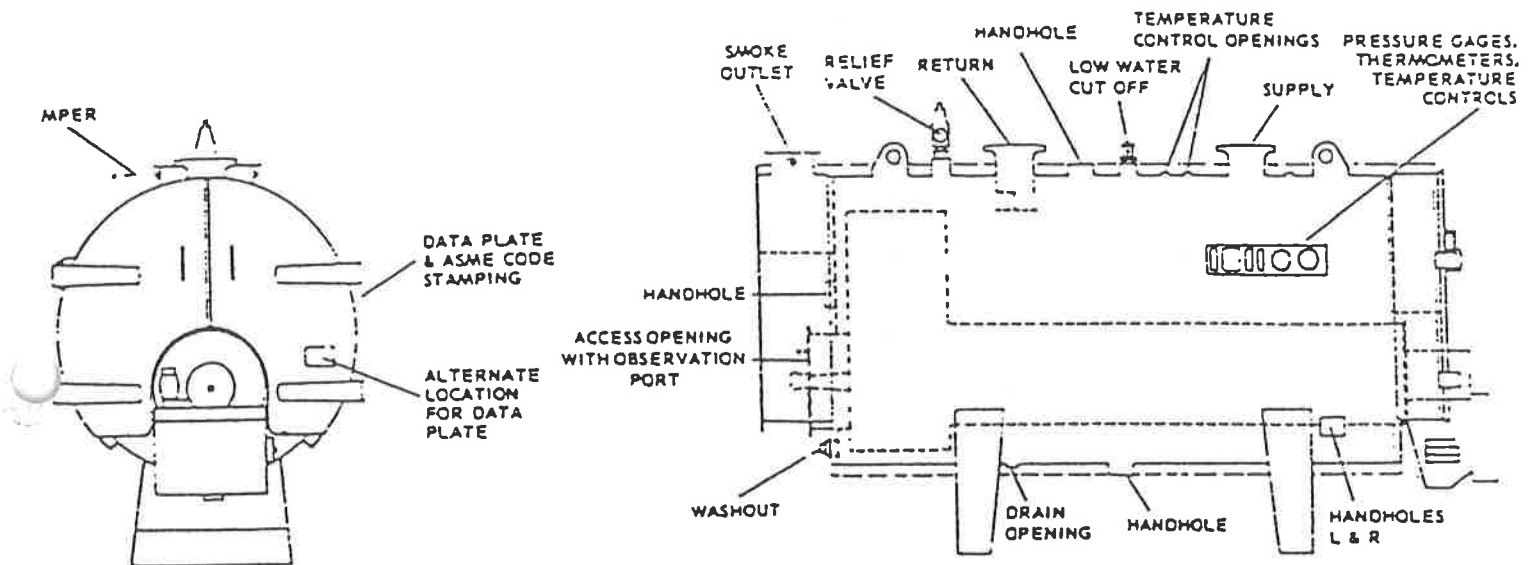 MPER
DATA PLATE
& ASME CODE
STAMPING
ALTERNATE
LOCATION
FOR DATA
PLATE
SMOKE
OUTLET
RELIEF
VALVE
RETURN
HANDHOLE
LOW WATER
CUT OFF
TEMPERATURE
CONTROL OPENINGS
SUPPLY
PRESSURE GAGES,
THERMOMETERS,
TEMPERATURE
CONTROLS
HANDHOLE
ACCESS OPENING
WITH OBSERVATION
PORT
WASHOUT
DRAIN
OPENING
HANDHOLE
HANDHOLES
L & R